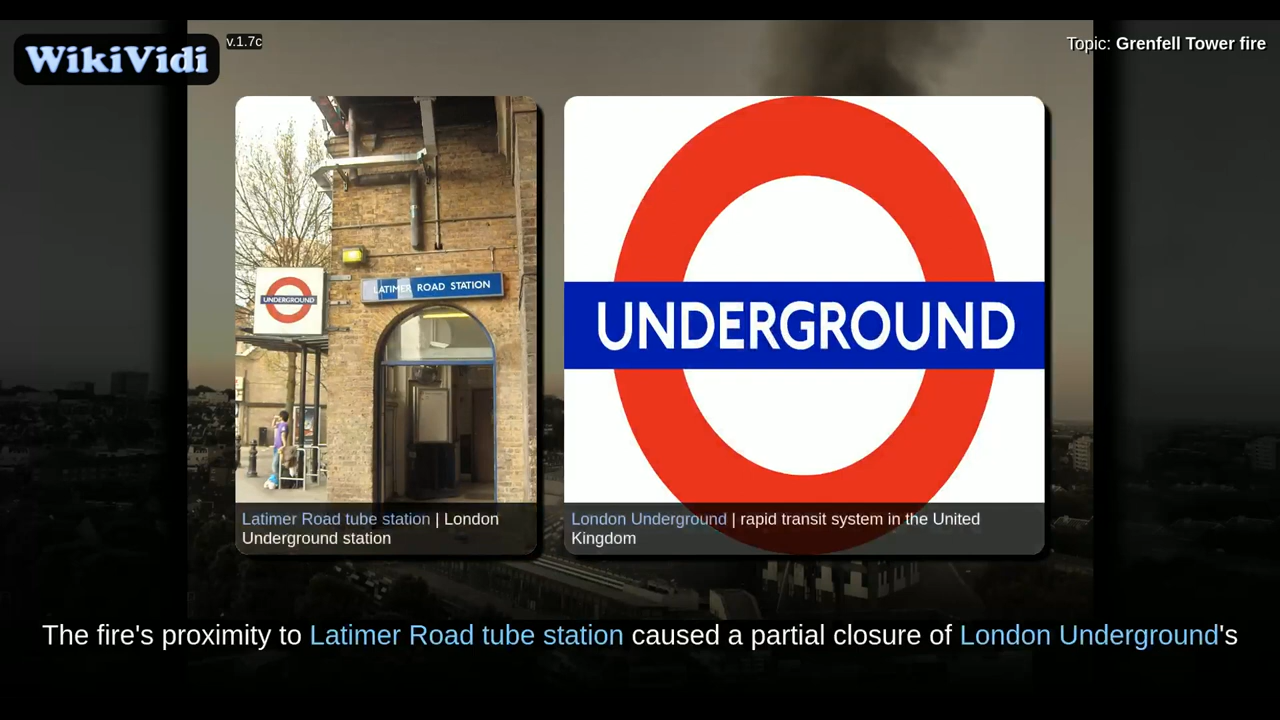 WikiVidi
v.1.7c
Topic: Grenfell Tower fire
UNDERGROUND
LATIMER ROAD STATION
UNDERGROUND
Latimer Road tube station | London
Underground station
London Underground | rapid transit system in the United
Kingdom
The fire's proximity to Latimer Road tube station caused a partial closure of London Underground's